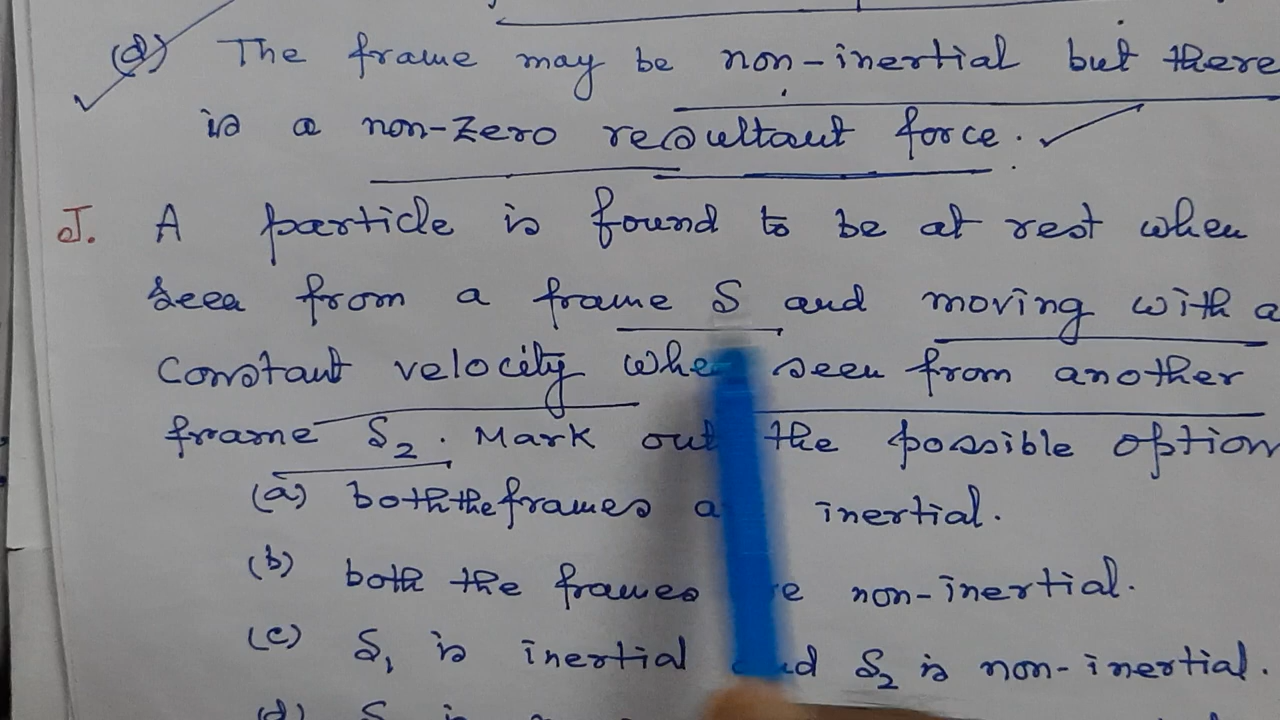 (d) The frame may be non-inertial but there
is a non-zero resultant force.
J. A particle is found to be at rest when
seen from a frame S and moving with a
constant velocity when seen from another
frame S2. Mark out the possible option
(a) both the frames a inertial.
(b) both the frames e non-inertial.
(c) S1 is inertial and S2 is non-inertial.
(d) S is